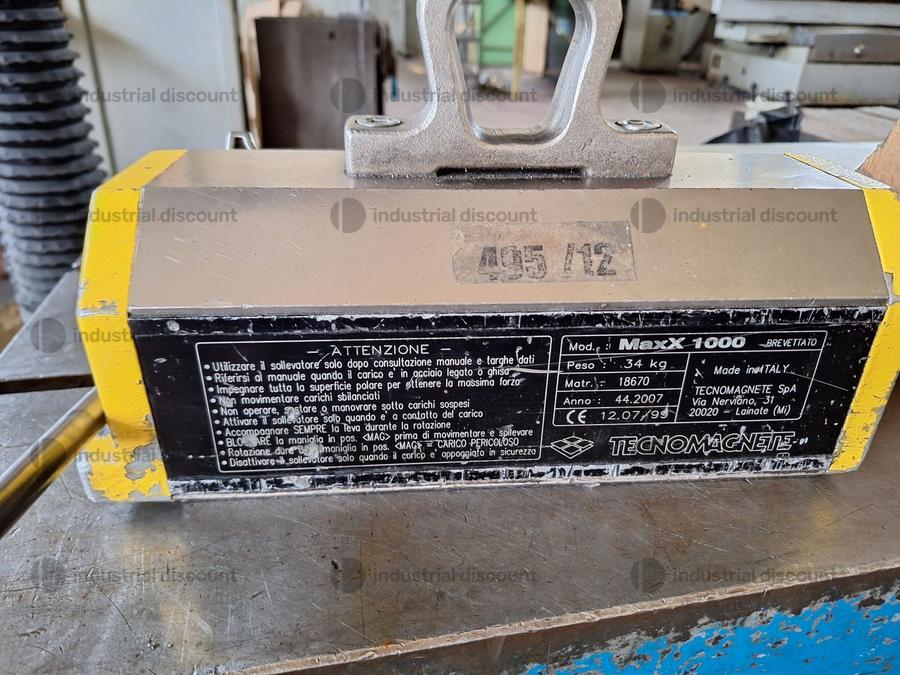 495 /12
— ATTENZIONE —
• Utilizzare il sollevatore solo dopo consultazione manuale e targhe dati
• Riferirsi al manuale quando il carico e' in acciaio legato o ghisa
• Impegnare tutta la superficie polare per ottenere la massima forza
• Non movimentare carichi sbilanciati
• Non operare, sostare o manovrare sotto carichi sospesi
• Attivare il sollevatore solo quando e' a contatto del carico
• Accompagnare SEMPRE la leva durante la rotazione
• BLOCCARE la maniglia in pos. <MAG> prima di movimentare e sollevare
• Rotazione dura della maniglia in pos. <MAG> = CARICO PERICOLOSO
• Disattivare il sollevatore solo quando il carico e' appoggiato in sicurezza
Mod. : MaxX 1000 BREVETTATO
Peso : 34 kg
Matr. : 18670
Anno : 44.2007
CE 12.07/99
Made in ITALY
TECNOMAGNETE SpA
Via Nerviano, 31
20020 - Lainate (Mi)
TECNOMAGNETE
industrial discount industrial discount industrial discount
industrial discount industrial discount industrial discount
industrial discount industrial discount industrial discount